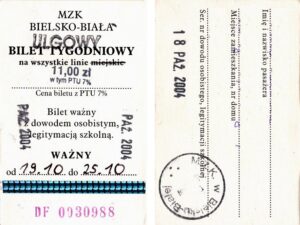 MZK
BIELSKO-BIAŁA
ULGOWY
BILET TYGODNIOWY
na wszystkie linie miejskie
11,00 zł
w tym PTU 7%
Cena biletu z PTU 7%
PAŹ. 2004
PAŹ. 2004
Bilet ważny
z dowodem osobistym,
legitymacją szkolną.
WAŻNY
od 19.10 do 25.10
DF 0930988
18 PAŹ. 2004
Ser. nr dowodu osobistego, legitymacji szkolnej
Miejsce zamieszkania, nr domu
Imię i nazwisko pasażera
MZK w Bielsku-Białej